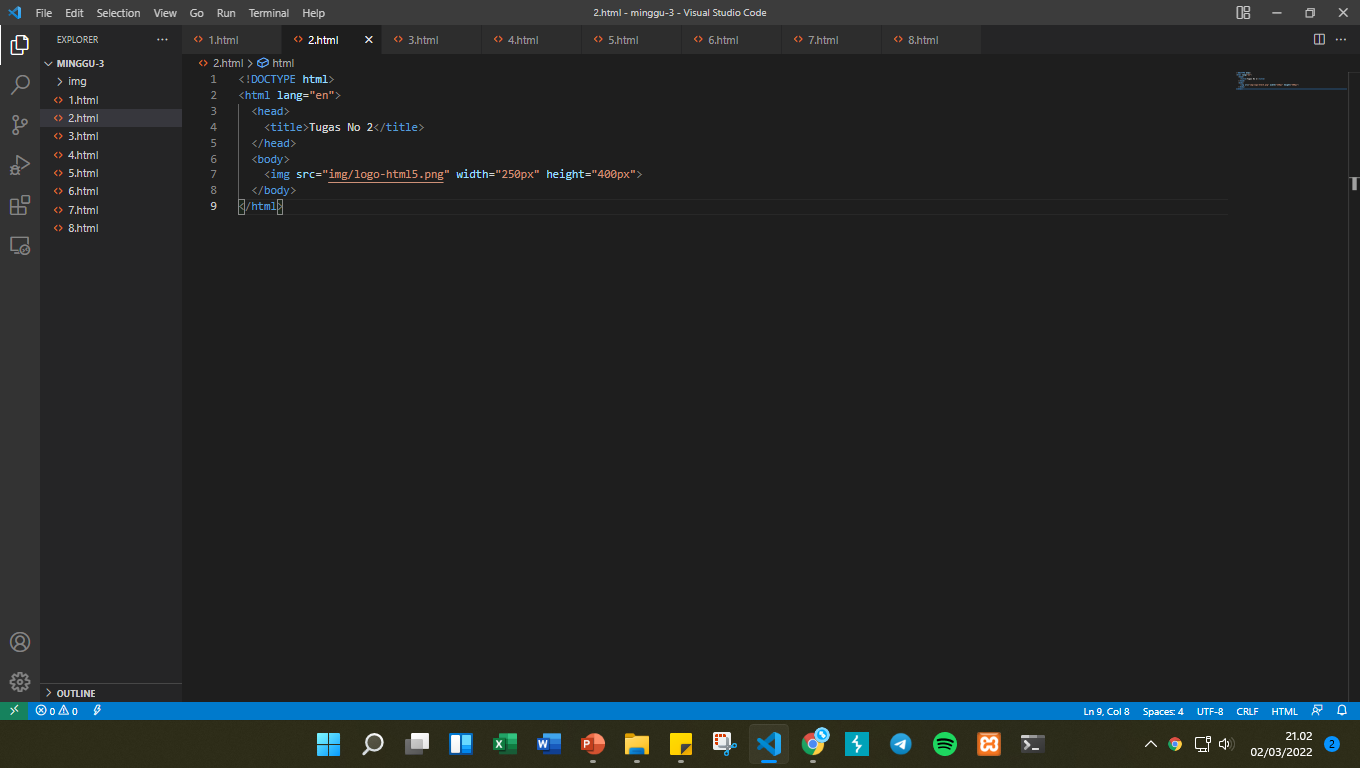 File Edit Selection View Go Run Terminal Help
2.html - minggu-3 - Visual Studio Code
EXPLORER
MINGGU-3
img
1.html
2.html
3.html
4.html
5.html
6.html
7.html
8.html
OUTLINE
1.html 2.html 3.html 4.html 5.html 6.html 7.html 8.html
2.html > html
1 <!DOCTYPE html>
2 <html lang="en">
3 <head>
4 <title>Tugas No 2</title>
5 </head>
6 <body>
7 <img src="img/logo-html5.png" width="250px" height="400px">
8 </body>
9 </html>
0 0
Ln 9, Col 8 Spaces: 4 UTF-8 CRLF HTML
21.02
02/03/2022
2